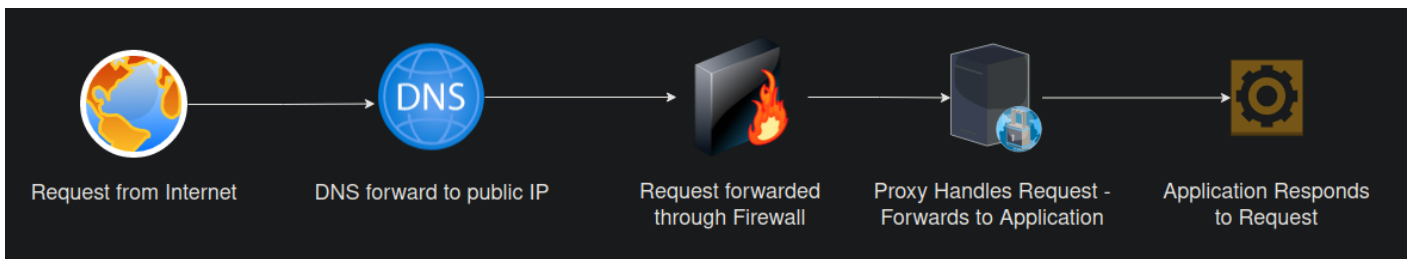 DNS
Request from Internet
DNS forward to public IP
Request forwarded
through Firewall
Proxy Handles Request -
Forwards to Application
Application Responds
to Request